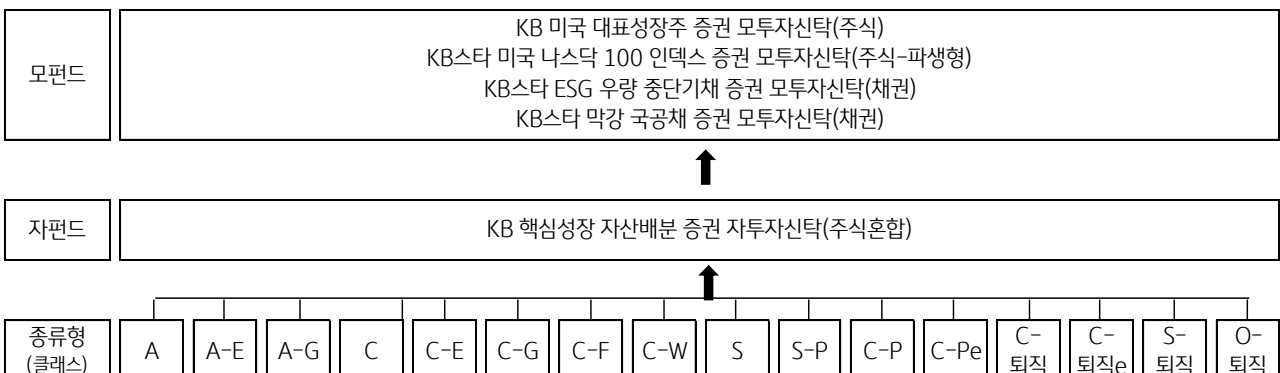 모펀드
KB 미국 대표성장주 증권 모투자신탁(주식)
KB스타 미국 나스닥 100 인덱스 증권 모투자신탁(주식-파생형)
KB스타 ESG 우량 중단기채 증권 모투자신탁(채권)
KB스타 막강 국공채 증권 모투자신탁(채권)
자펀드
KB 핵심성장 자산배분 증권 자투자신탁(주식혼합)
종류형
(클래스)
A
A-E
A-G
C
C-E
C-G
C-F
C-W
S
S-P
C-P
C-Pe
C-
퇴직
C-
퇴직e
S-
퇴직
O-
퇴직